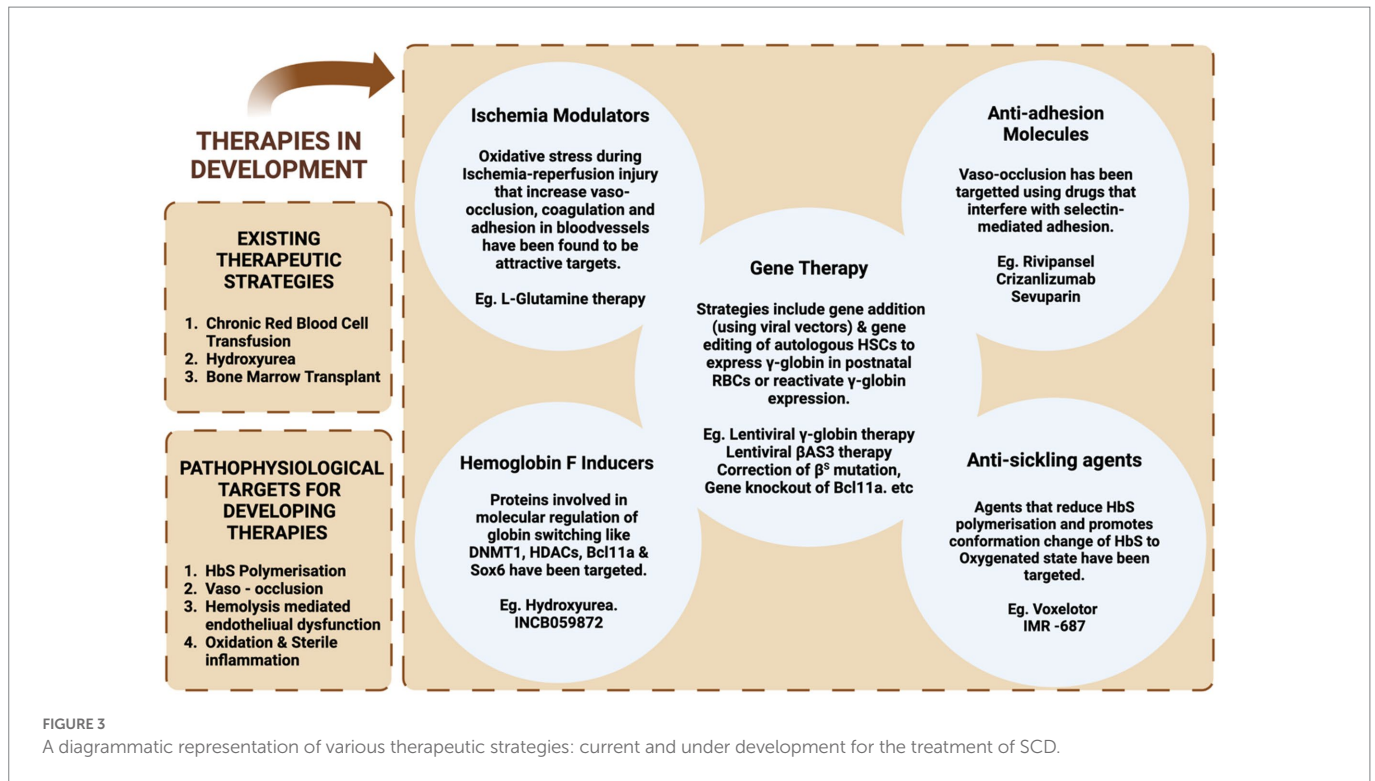 THERAPIES IN
DEVELOPMENT
EXISTING
THERAPEUTIC
STRATEGIES
1. Chronic Red Blood Cell
Transfusion
2. Hydroxyurea
3. Bone Marrow Transplant
PATHOPHYSIOLOGICAL
TARGETS FOR
DEVELOPING
THERAPIES
1. HbS Polymerisation
2. Vaso - occlusion
3. Hemolysis mediated
endotheliual dysfunction
4. Oxidation & Sterile
inflammation
Ischemia Modulators
Oxidative stress during
Ischemia-reperfusion injury
that increase vaso-
occlusion, coagulation and
adhesion in bloodvessels
have been found to be
attractive targets.
Eg. L-Glutamine therapy
Anti-adhesion
Molecules
Vaso-occlusion has been
targetted using drugs that
interfere with selectin-
mediated adhesion.
Eg. Rivipansel
Crizanlizumab
Sevuparin
Gene Therapy
Strategies include gene addition
(using viral vectors) & gene
editing of autologous HSCs to
express γ-globin in postnatal
RBCs or reactivate γ-globin
expression.
Eg. Lentiviral γ-globin therapy
Lentiviral βAS3 therapy
Correction of βˢ mutation,
Gene knockout of Bcl11a. etc
Hemoglobin F Inducers
Proteins involved in
molecular regulation of
globin switching like
DNMT1, HDACs, Bcl11a &
Sox6 have been targeted.
Eg. Hydroxyurea.
INCB059872
Anti-sickling agents
Agents that reduce HbS
polymerisation and promotes
conformation change of HbS to
Oxygenated state have been
targeted.
Eg. Voxelotor
IMR -687
FIGURE 3
A diagrammatic representation of various therapeutic strategies: current and under development for the treatment of SCD.